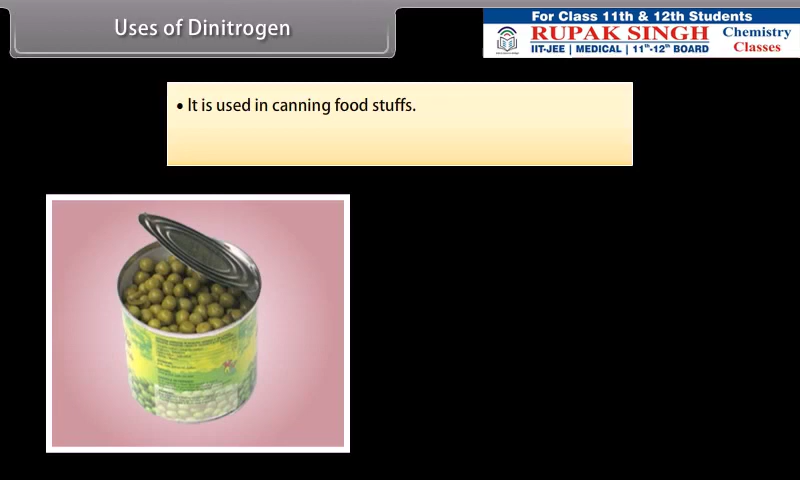 Uses of Dinitrogen
For Class 11th & 12th Students
RUPAK SINGH
IIT-JEE | MEDICAL | 11th-12th BOARD
Chemistry
Classes
• It is used in canning food stuffs.